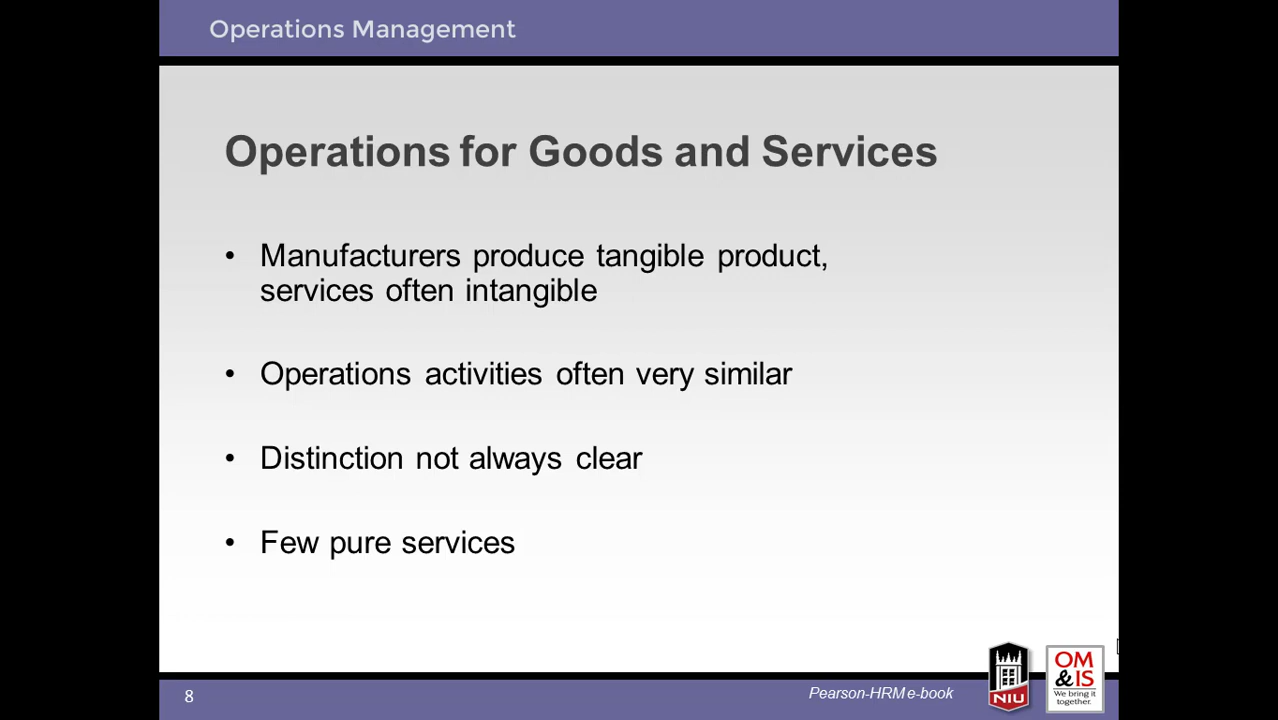 Operations Management
Operations for Goods and Services
• Manufacturers produce tangible product,
services often intangible
• Operations activities often very similar
• Distinction not always clear
• Few pure services
8
Pearson-HRM e-book
NIU
OM
&IS
We bring it
together.